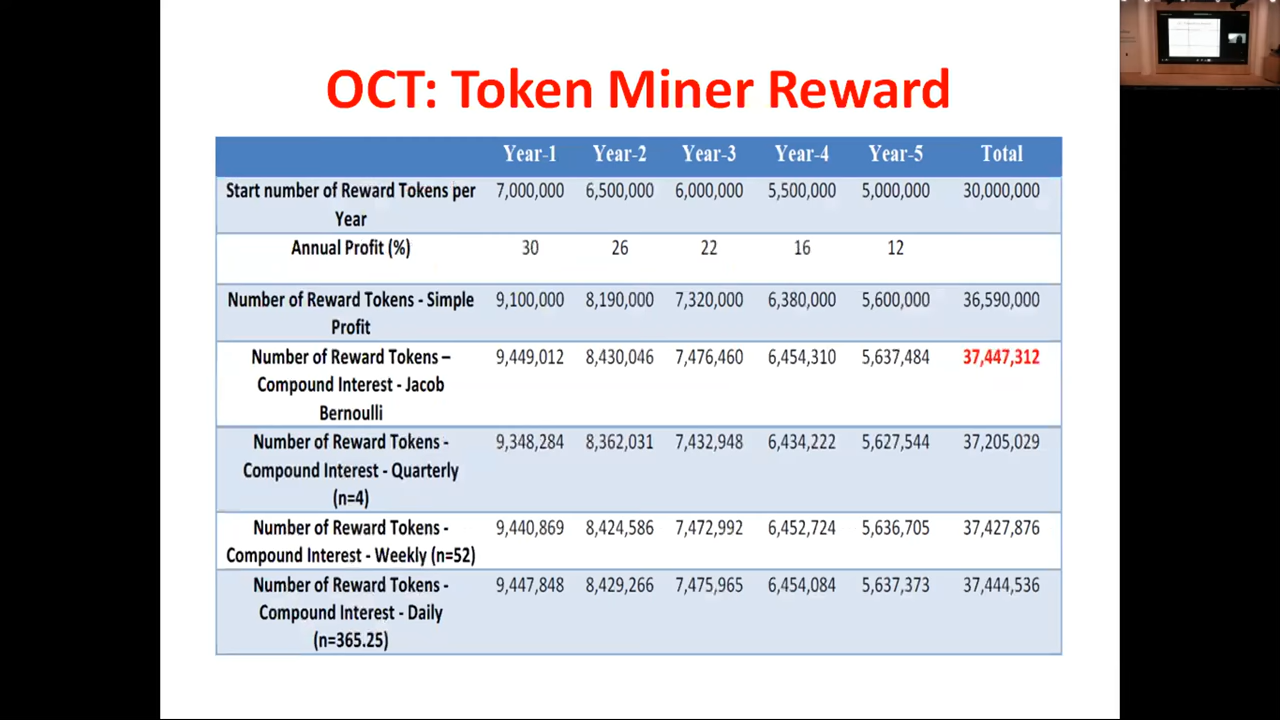 OCT: Token Miner Reward
Year-1 Year-2 Year-3 Year-4 Year-5 Total
Start number of Reward Tokens per
Year
7,000,000 6,500,000 6,000,000 5,500,000 5,000,000 30,000,000
Annual Profit (%) 30 26 22 16 12
Number of Reward Tokens - Simple
Profit
9,100,000 8,190,000 7,320,000 6,380,000 5,600,000 36,590,000
Number of Reward Tokens –
Compound Interest - Jacob
Bernoulli
9,449,012 8,430,046 7,476,460 6,454,310 5,637,484 37,447,312
Number of Reward Tokens -
Compound Interest - Quarterly
(n=4)
9,348,284 8,362,031 7,432,948 6,434,222 5,627,544 37,205,029
Number of Reward Tokens -
Compound Interest - Weekly (n=52)
9,440,869 8,424,586 7,472,992 6,452,724 5,636,705 37,427,876
Number of Reward Tokens -
Compound Interest - Daily
(n=365.25)
9,447,848 8,429,266 7,475,965 6,454,084 5,637,373 37,444,536